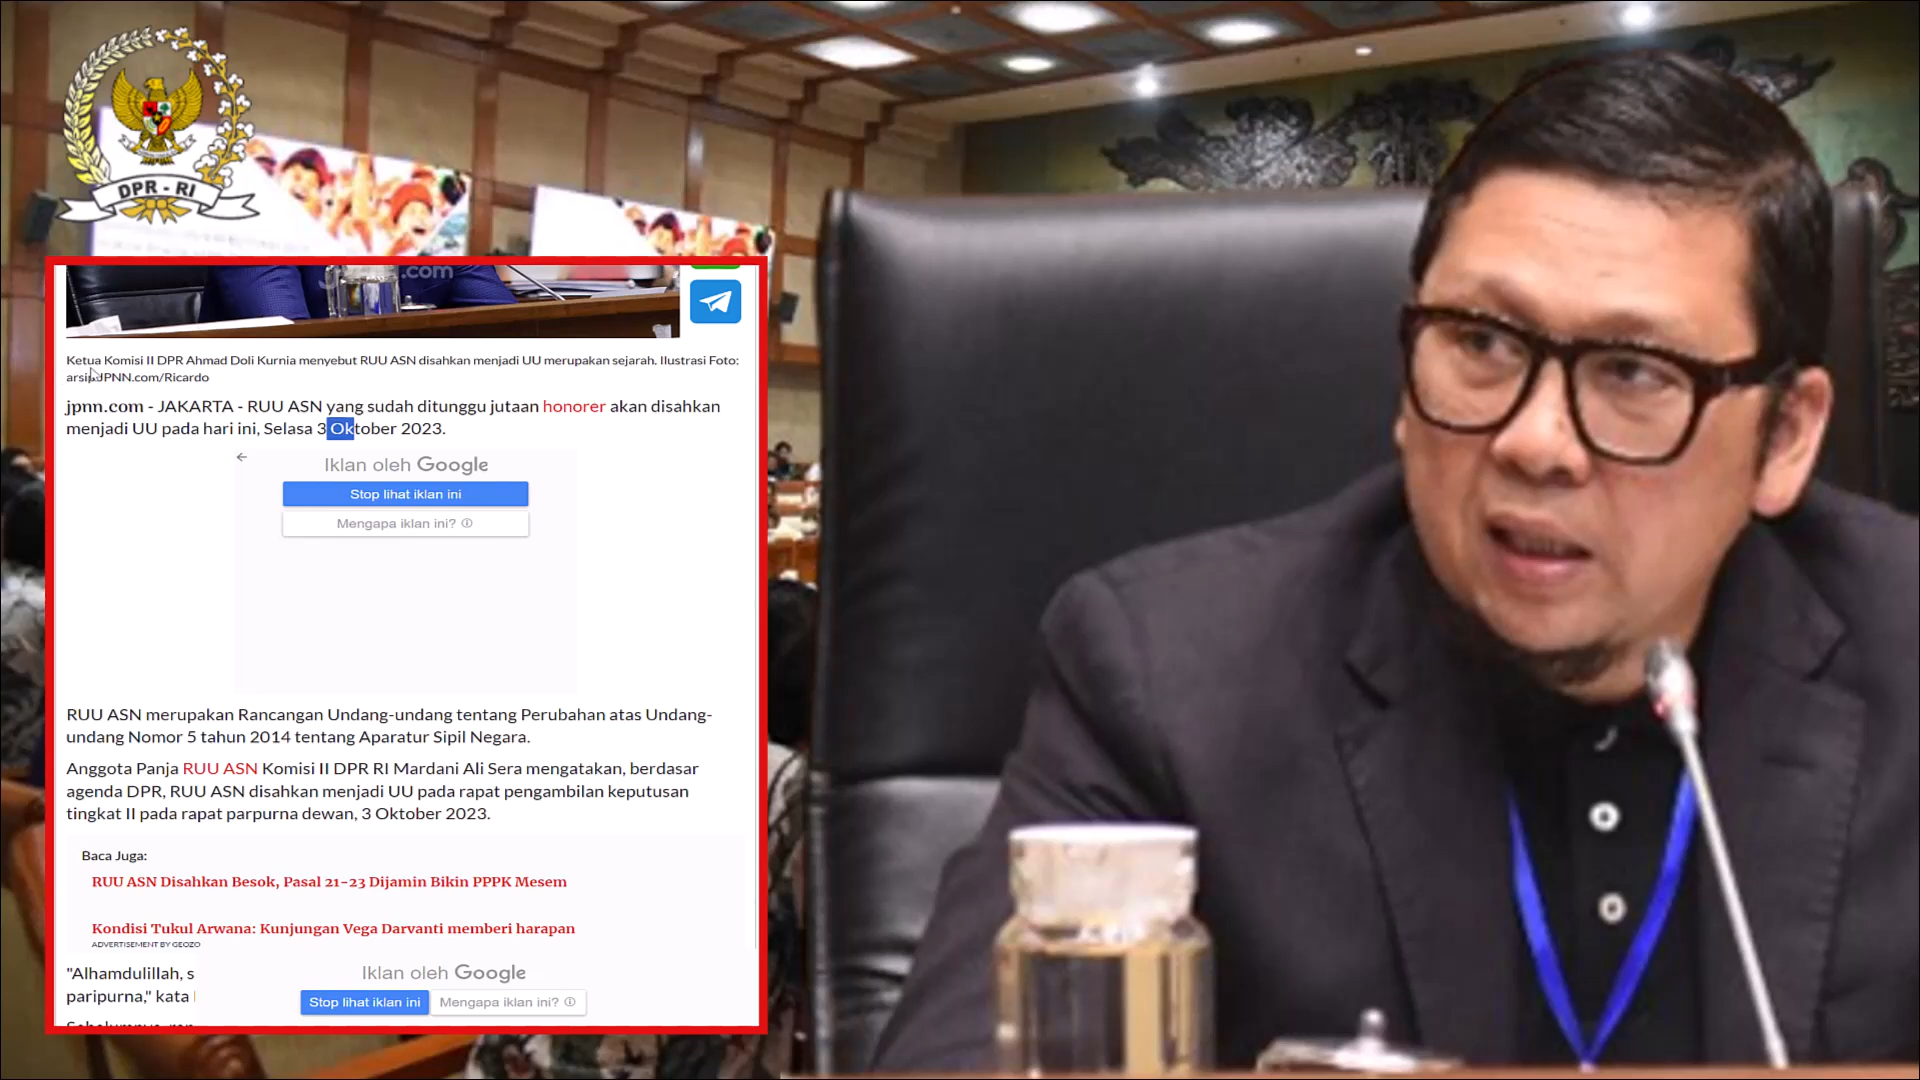 DPR - RI
.com
Ketua Komisi II DPR Ahmad Doli Kurnia menyebut RUU ASN disahkan menjadi UU merupakan sejarah. Ilustrasi Foto:
arsip JPNN.com/Ricardo
jpnn.com - JAKARTA - RUU ASN yang sudah ditunggu jutaan honorer akan disahkan
menjadi UU pada hari ini, Selasa 3 Oktober 2023.
Iklan oleh Google
Stop lihat iklan ini
Mengapa iklan ini?
RUU ASN merupakan Rancangan Undang-undang tentang Perubahan atas Undang-
undang Nomor 5 tahun 2014 tentang Aparatur Sipil Negara.
Anggota Panja RUU ASN Komisi II DPR RI Mardani Ali Sera mengatakan, berdasar
agenda DPR, RUU ASN disahkan menjadi UU pada rapat pengambilan keputusan
tingkat II pada rapat parpurna dewan, 3 Oktober 2023.
Baca Juga:
RUU ASN Disahkan Besok, Pasal 21-23 Dijamin Bikin PPPK Mesem
Kondisi Tukul Arwana: Kunjungan Vega Darvanti memberi harapan
ADVERTISEMENT BY GEOZO
"Alhamdulillah, s
paripurna," kata
Iklan oleh Google
Stop lihat iklan ini
Mengapa iklan ini?